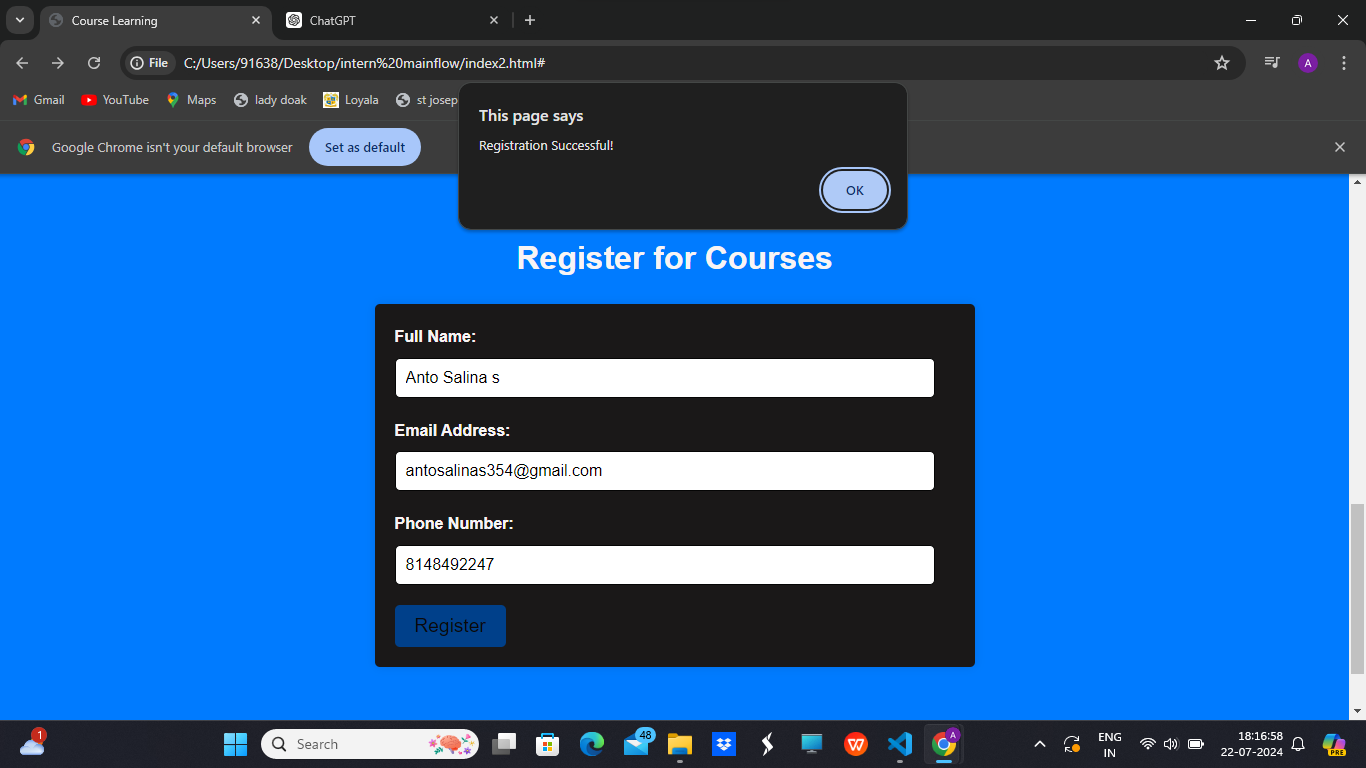 Course Learning
ChatGPT
File
C:/Users/91638/Desktop/intern%20mainflow/index2.html#
A
Gmail
YouTube
Maps
lady doak
Loyala
st josep
This page says
Registration Successful!
OK
Google Chrome isn't your default browser
Set as default
Register for Courses
Full Name:
Anto Salina s
Email Address:
antosalinas354@gmail.com
Phone Number:
8148492247
Register
1
Search
48
A
ENG
IN
18:16:58
22-07-2024
PRE